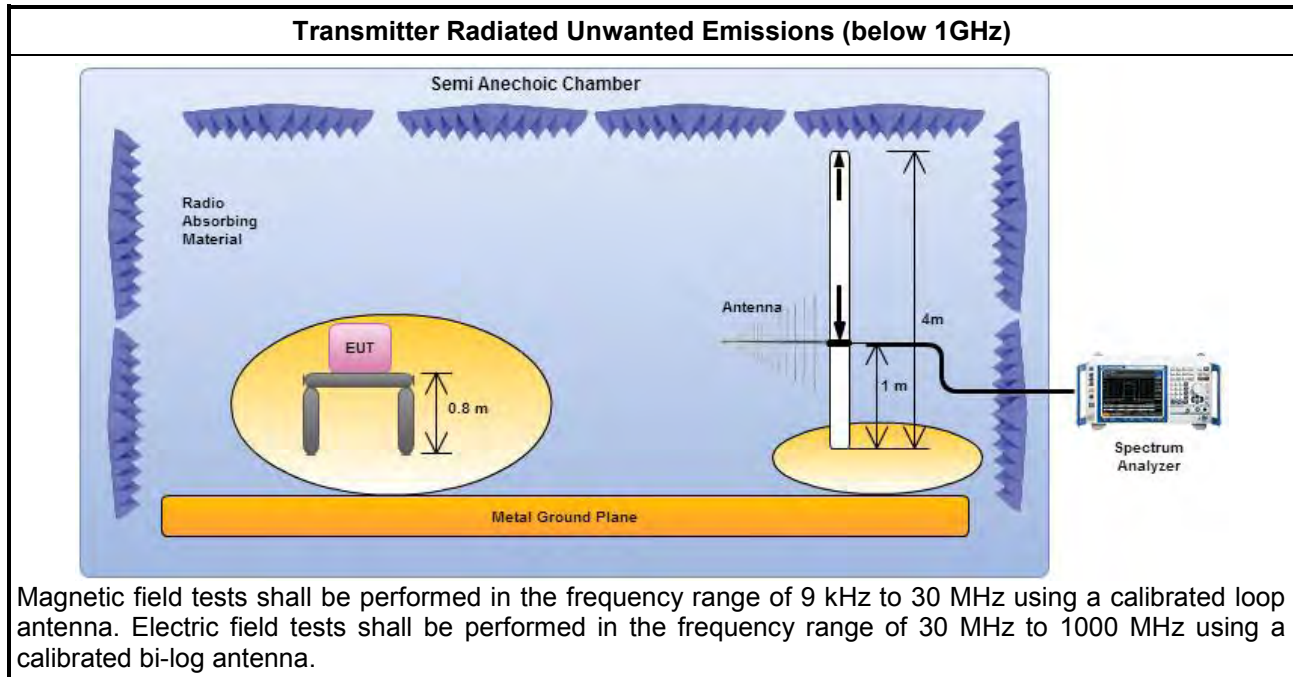 Transmitter Radiated Unwanted Emissions (below 1GHz)
Semi Anechoic Chamber
Radio
Absorbing
Material
Antenna
4m
EUT
1 m
0.8 m
Spectrum
Analyzer
Metal Ground Plane
Magnetic field tests shall be performed in the frequency range of 9 kHz to 30 MHz using a calibrated loop
antenna. Electric field tests shall be performed in the frequency range of 30 MHz to 1000 MHz using a
calibrated bi-log antenna.